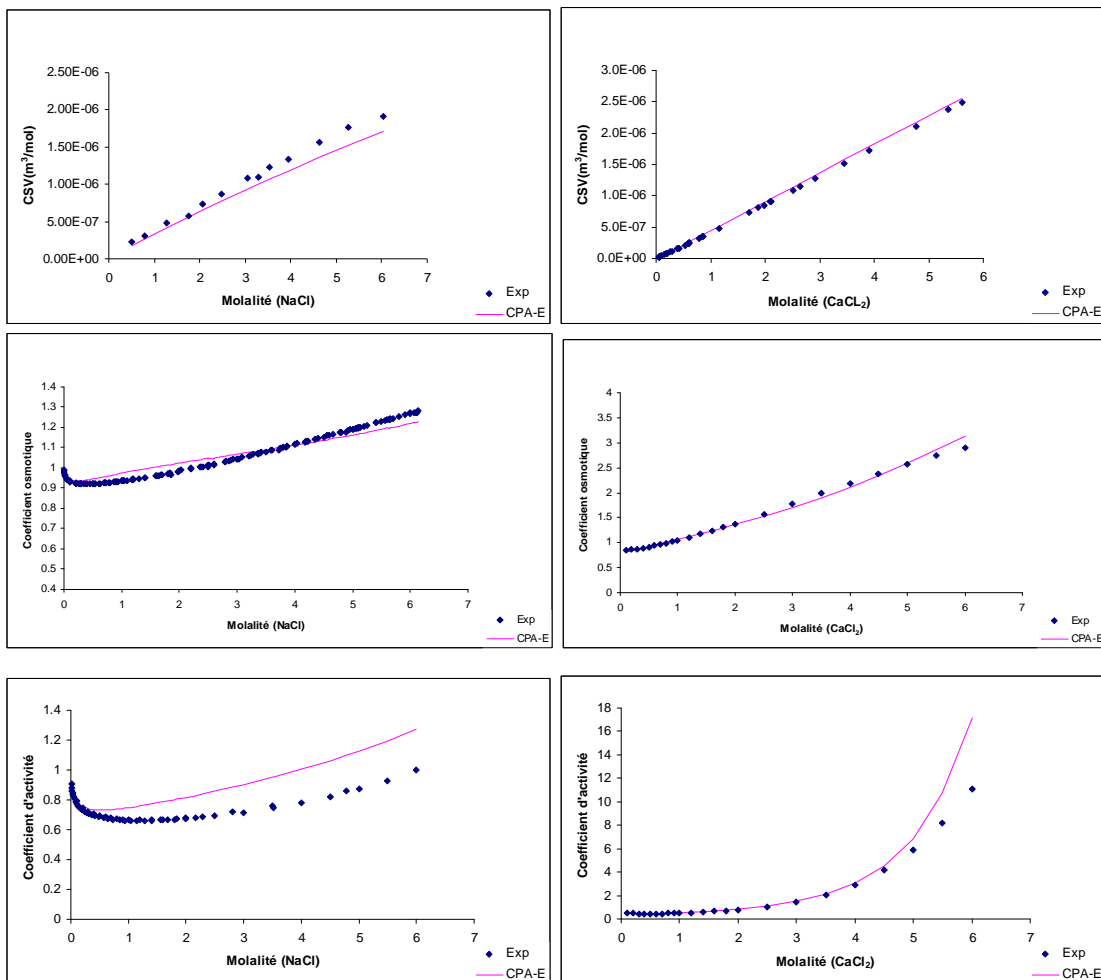 2.50E-06
2.00E-06
1.50E-06
1.00E-06
5.00E-07
0.00E+00
CSV(m³/mol)
0 1 2 3 4 5 6 7
Molalité (NaCl)
Exp
CPA-E
3.0E-06
2.5E-06
2.0E-06
1.5E-06
1.0E-06
5.0E-07
0.0E+00
CSV(m³/mol)
0 1 2 3 4 5 6
Molalité (CaCL₂)
Exp
CPA-E
1.4
1.3
1.2
1.1
1
0.9
0.8
0.7
0.6
0.5
0.4
Coefficient osmotique
0 1 2 3 4 5 6 7
Molalité (NaCl)
Exp
CPA-E
4
3.5
3
2.5
2
1.5
1
0.5
0
Coefficient osmotique
0 1 2 3 4 5 6 7
Molalité (CaCl₂)
Exp
CPA-E
1.4
1.2
1
0.8
0.6
0.4
0.2
0
Coefficient d'activité
0 1 2 3 4 5 6 7
Molalité (NaCl)
Exp
CPA-E
18
16
14
12
10
8
6
4
2
0
Coefficient d'activité
0 1 2 3 4 5 6 7
Molalité (CaCl₂)
Exp
CPA-E